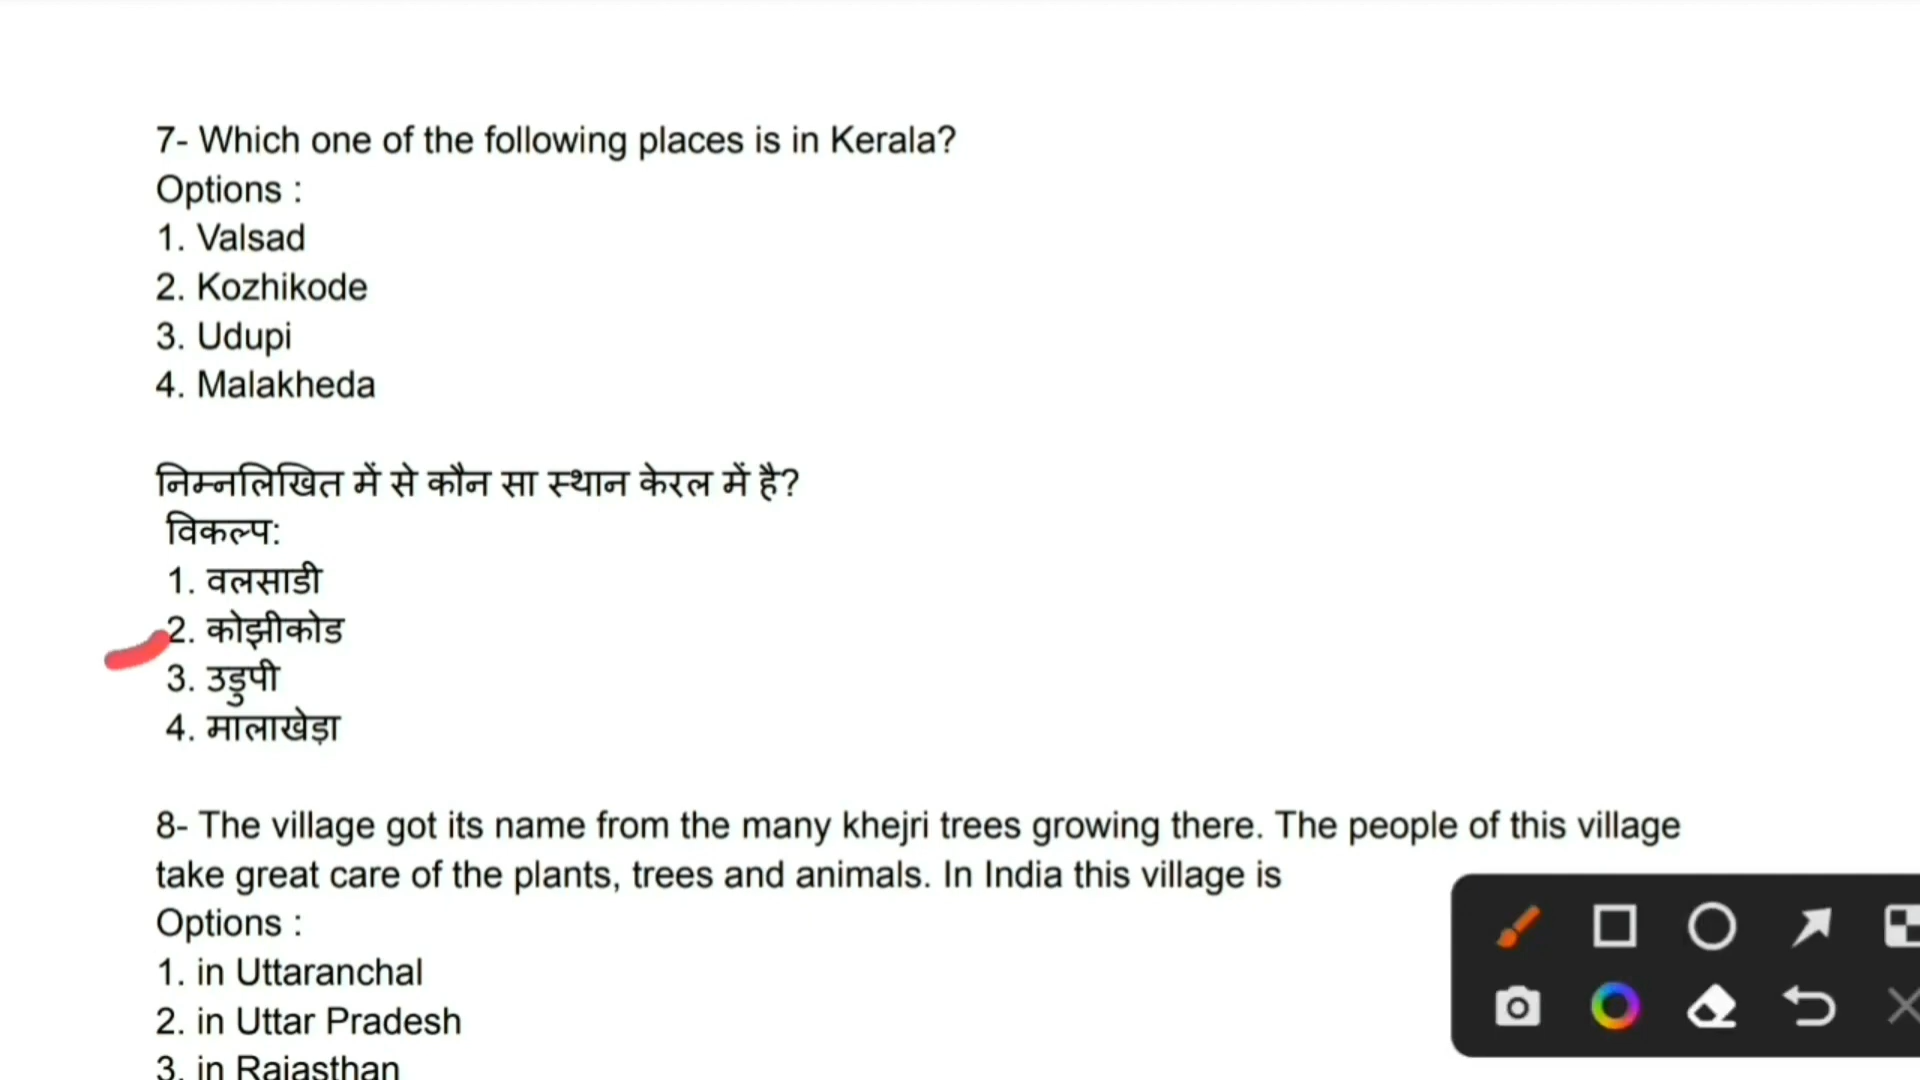 7- Which one of the following places is in Kerala?
Options :
1. Valsad
2. Kozhikode
3. Udupi
4. Malakheda
निम्नलिखित में से कौन सा स्थान केरल में है?
विकल्प:
1. वलसाडी
2. कोझीकोड
3. उडुपी
4. मालाखेड़ा
8- The village got its name from the many khejri trees growing there. The people of this village
take great care of the plants, trees and animals. In India this village is
Options :
1. in Uttaranchal
2. in Uttar Pradesh
3. in Rajasthan